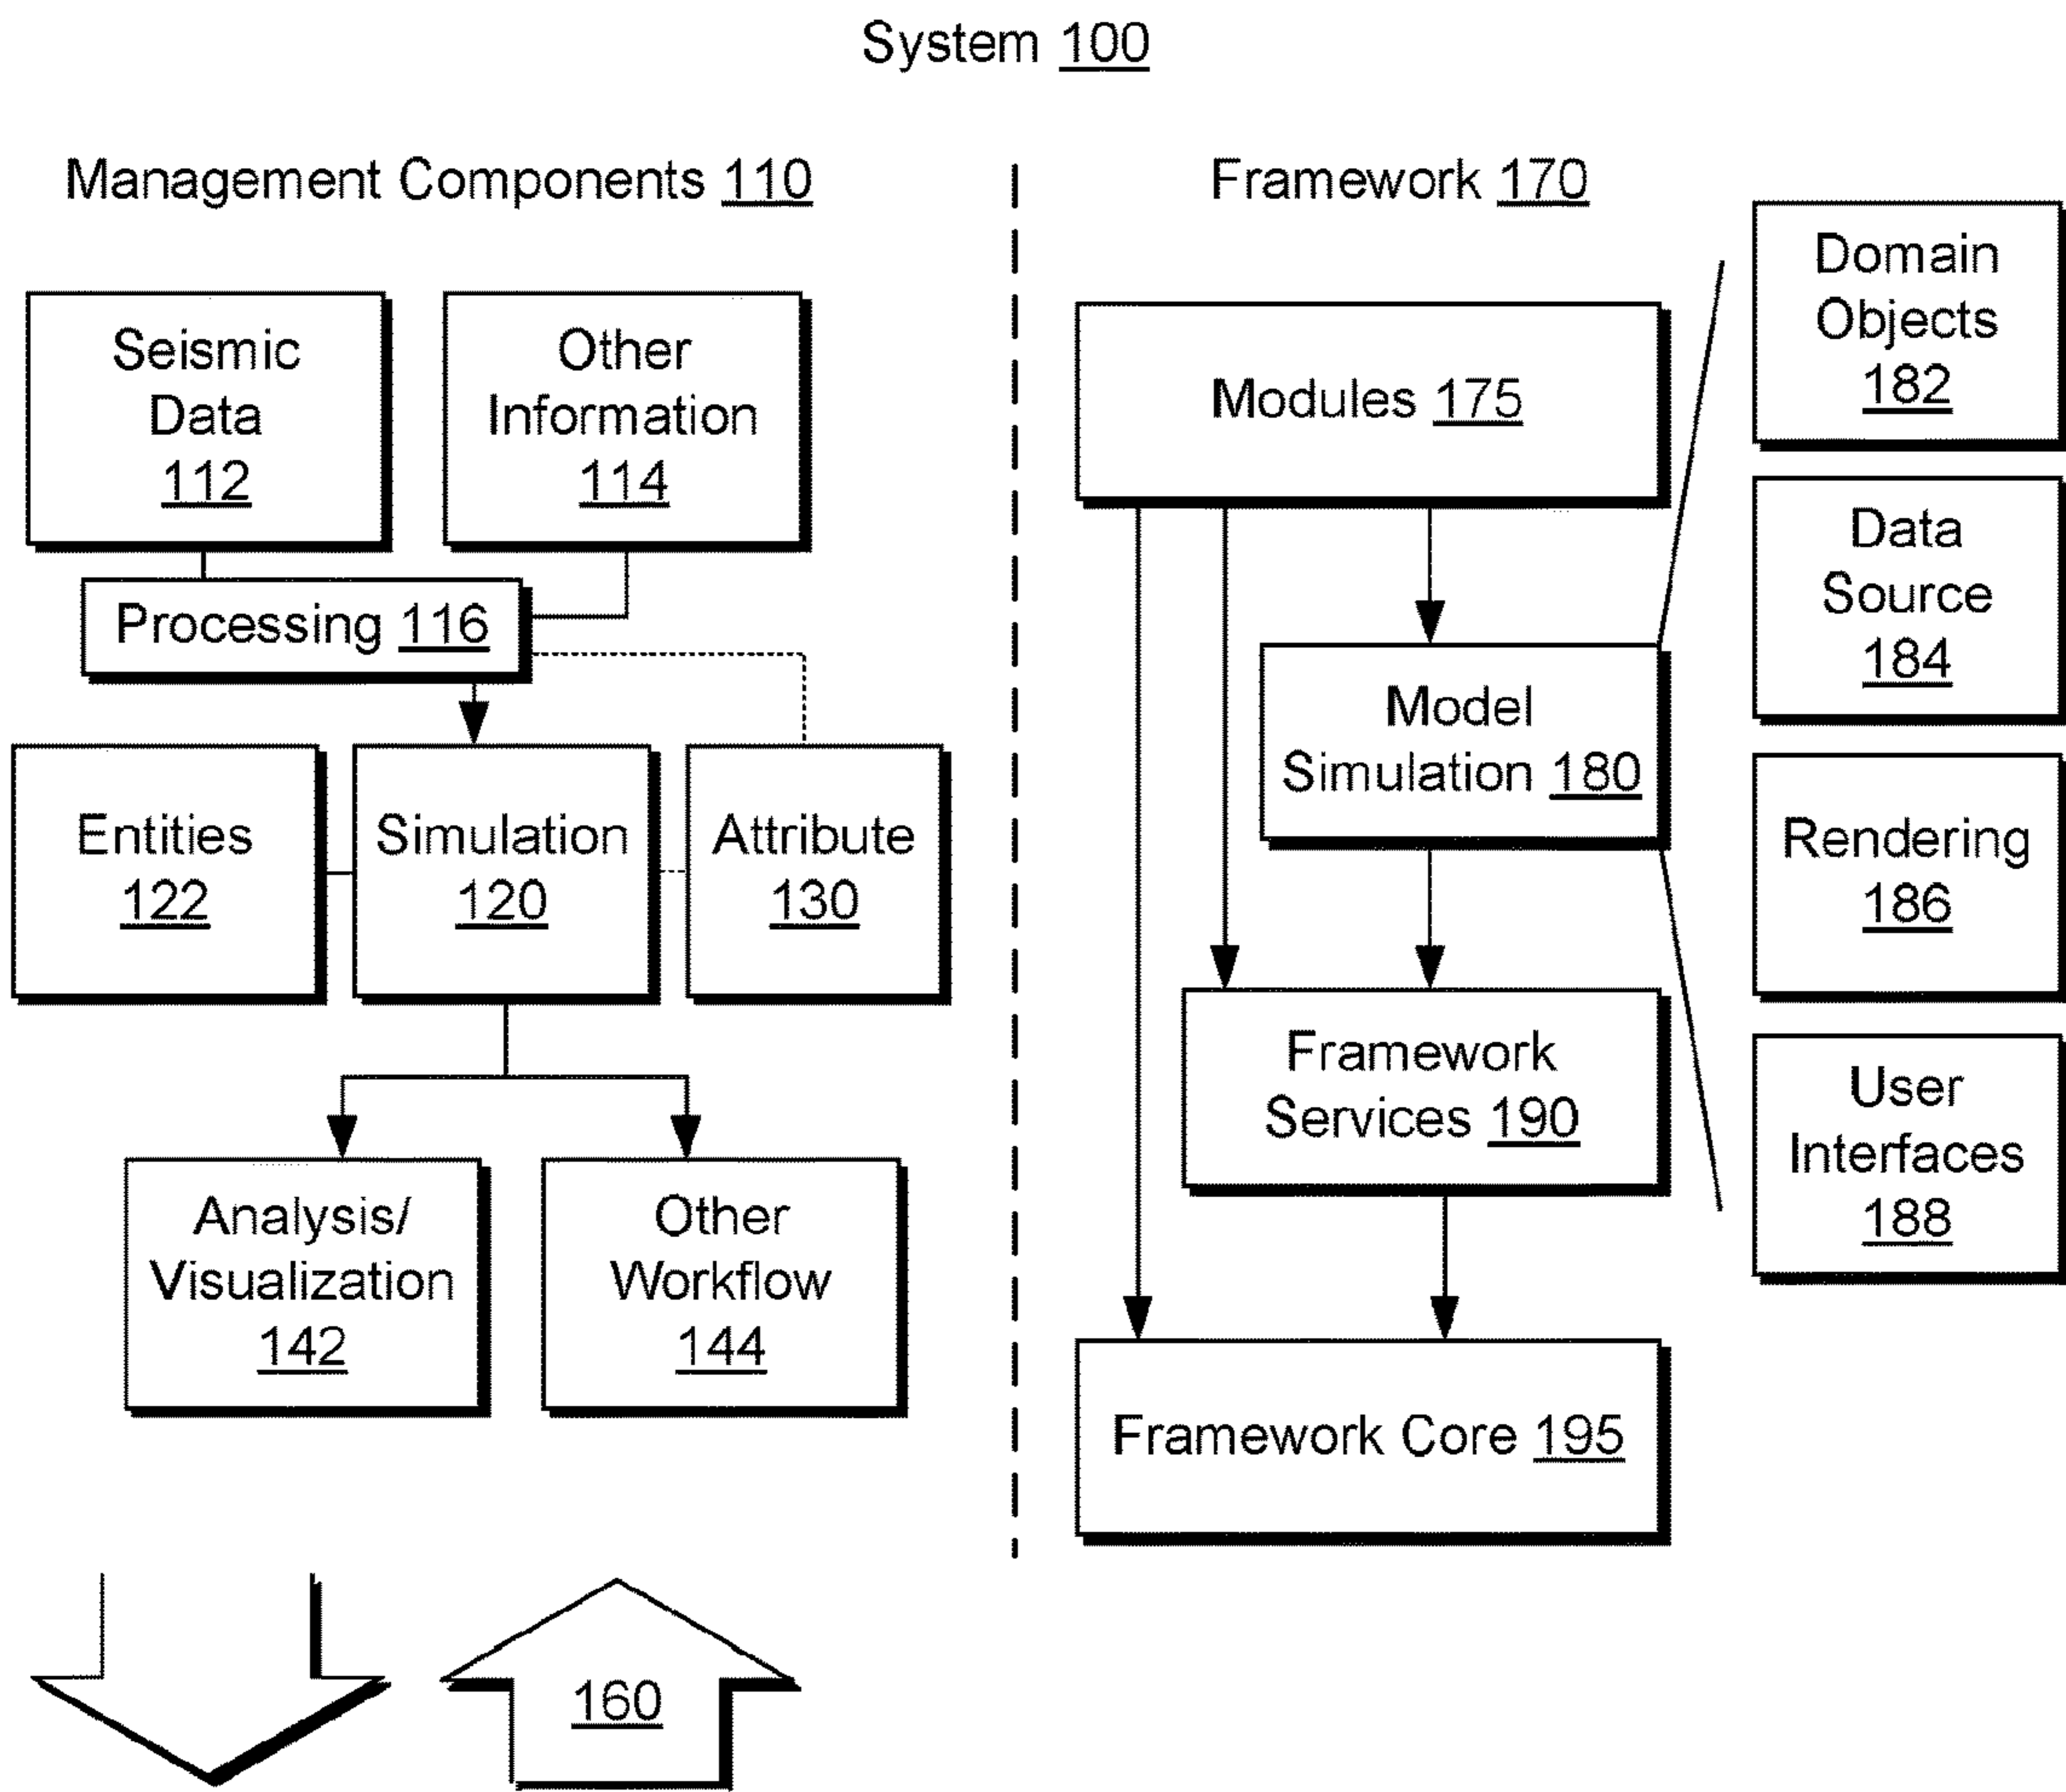 System 100
Management Components 110
Seismic
Data
112
Other
Information
114
Processing 116
Entities
122
Simulation
120
Attribute
130
Analysis/
Visualization
142
Other
Workflow
144
160
Framework 170
Modules 175
Model
Simulation 180
Framework
Services 190
Framework Core 195
Domain
Objects
182
Data
Source
184
Rendering
186
User
Interfaces
188